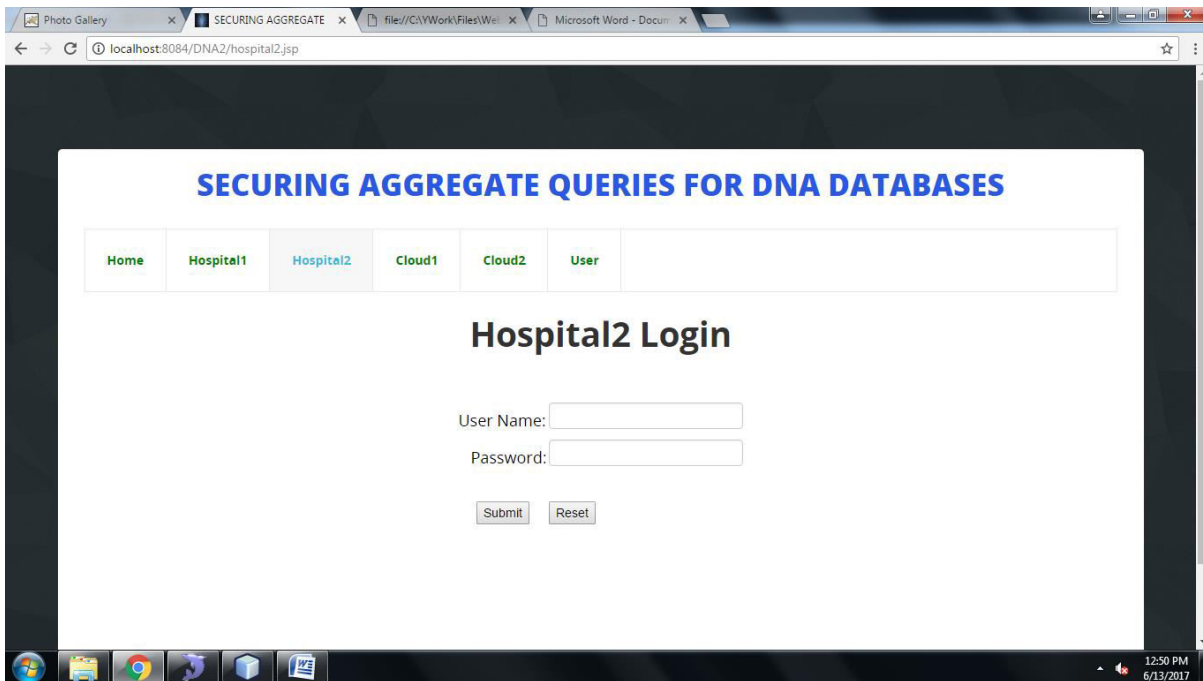 Photo Gallery
SECURING AGGREGATE
file://C:\YWork\Files\Web
Microsoft Word - Docum
localhost:8084/DNA2/hospital2.jsp
SECURING AGGREGATE QUERIES FOR DNA DATABASES
Home Hospital1 Hospital2 Cloud1 Cloud2 User
Hospital2 Login
User Name:
Password:
Submit Reset
12:50 PM
6/13/2017